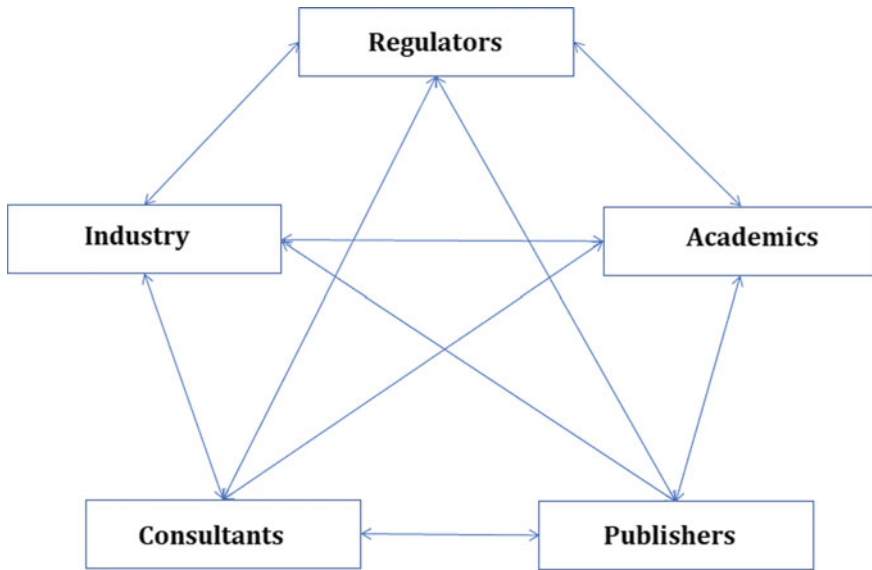 Regulators
Industry
Academics
Consultants
Publishers